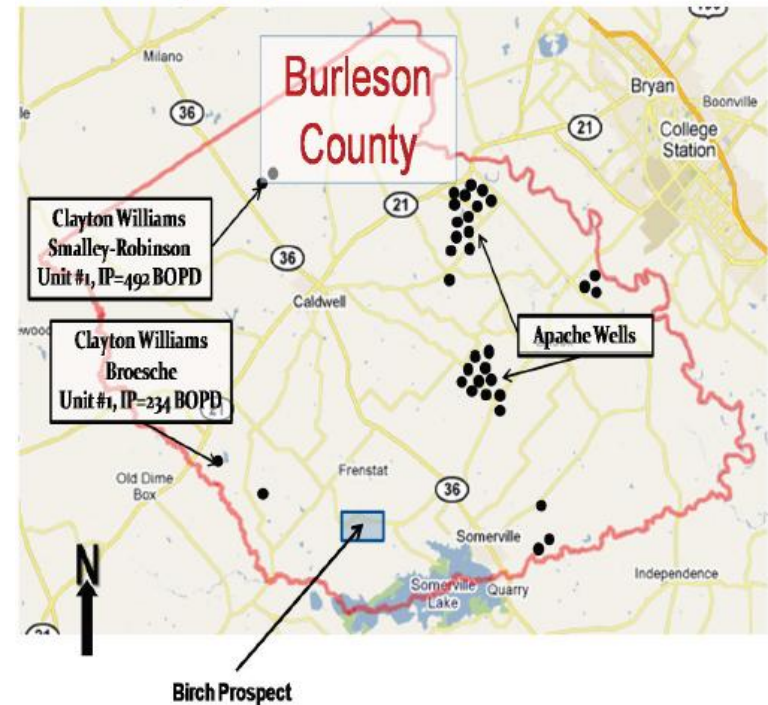 Milano
36
Burleson
County
Bryan
Boonville
21
College
Station
Clayton Williams
Smalley-Robinson
Unit #1, IP=492 BOPD
21
36
Caldwell
Apache Wells
Clayton Williams
Broesche
Unit #1, IP=234 BOPD
21
Old Dime
Box
Frenstat
36
Somerville
Somerville
Lake
Quarry
Independence
N
21
Birch Prospect